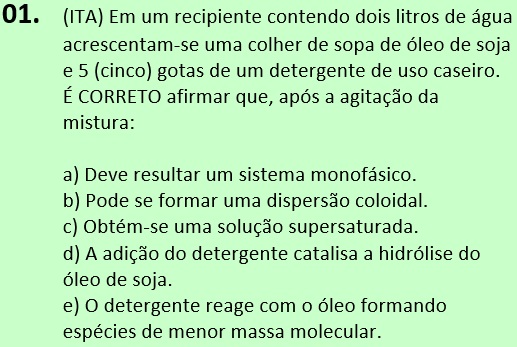 01. (ITA) Em um recipiente contendo dois litros de água
acrescentam-se uma colher de sopa de óleo de soja
e 5 (cinco) gotas de um detergente de uso caseiro.
É CORRETO afirmar que, após a agitação da
mistura:
a) Deve resultar um sistema monofásico.
b) Pode se formar uma dispersão coloidal.
c) Obtém-se uma solução supersaturada.
d) A adição do detergente catalisa a hidrólise do
óleo de soja.
e) O detergente reage com o óleo formando
espécies de menor massa molecular.